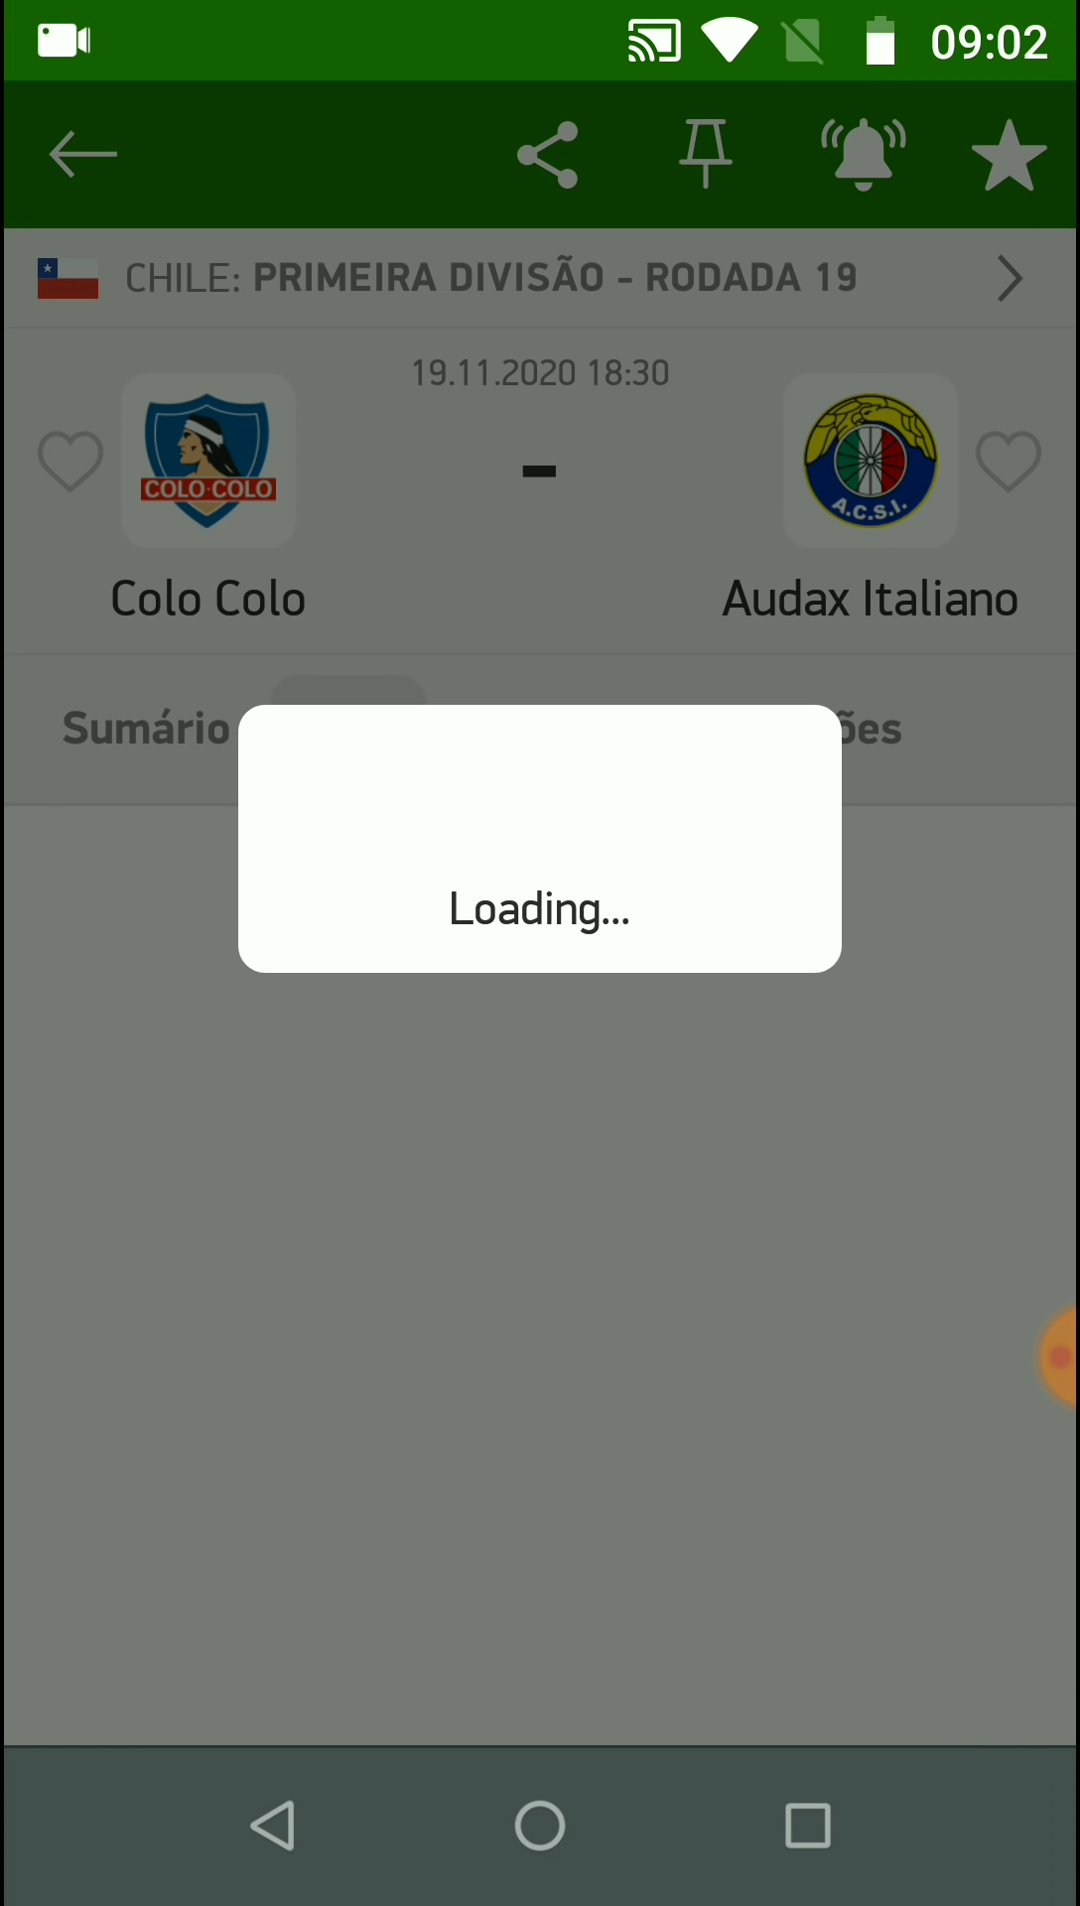 09:02
CHILE: PRIMEIRA DIVISÃO - RODADA 19
19.11.2020 18:30
COLO·COLO
A.C.S.I.
-
Colo Colo
Audax Italiano
Sumário
ões
Loading...